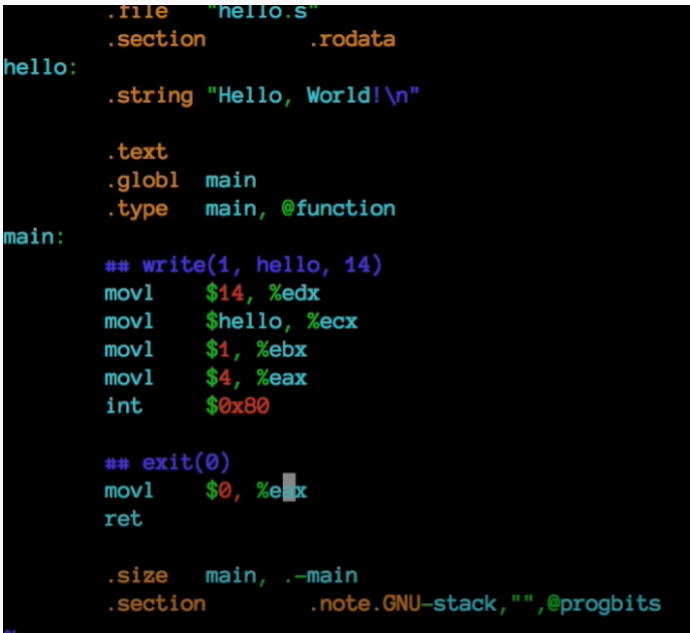 .file "hello.s"
.section .rodata
hello:
.string "Hello, World!\n"
.text
.globl main
.type main, @function
main:
## write(1, hello, 14)
movl $14, %edx
movl $hello, %ecx
movl $1, %ebx
movl $4, %eax
int $0x80
## exit(0)
movl $0, %eax
ret
.size main, .-main
.section .note.GNU-stack,"",@progbits